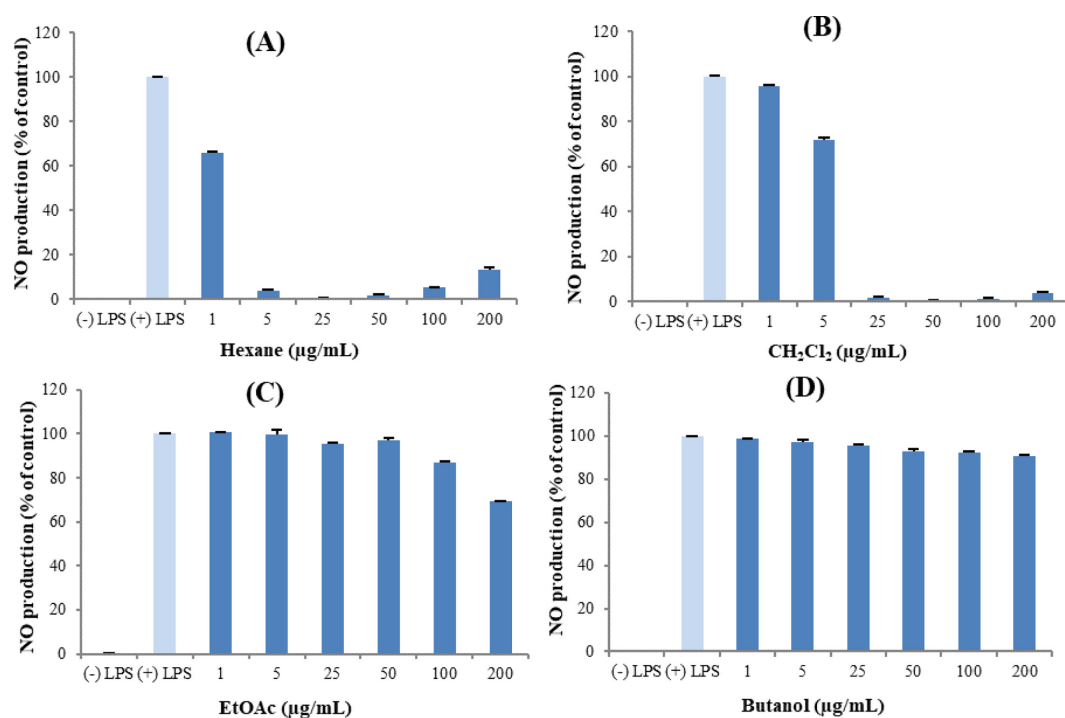 (A)
NO production (% of control)
120
100
80
60
40
20
0
(-) LPS (+) LPS 1 5 25 50 100 200
Hexane (µg/mL)
(B)
NO production (% of control)
120
100
80
60
40
20
0
(-) LPS (+) LPS 1 5 25 50 100 200
CH₂Cl₂ (µg/mL)
(C)
NO production (% of control)
120
100
80
60
40
20
0
(-) LPS (+) LPS 1 5 25 50 100 200
EtOAc (µg/mL)
(D)
NO production (% of control)
120
100
80
60
40
20
0
(-) LPS (+) LPS 1 5 25 50 100 200
Butanol (µg/mL)